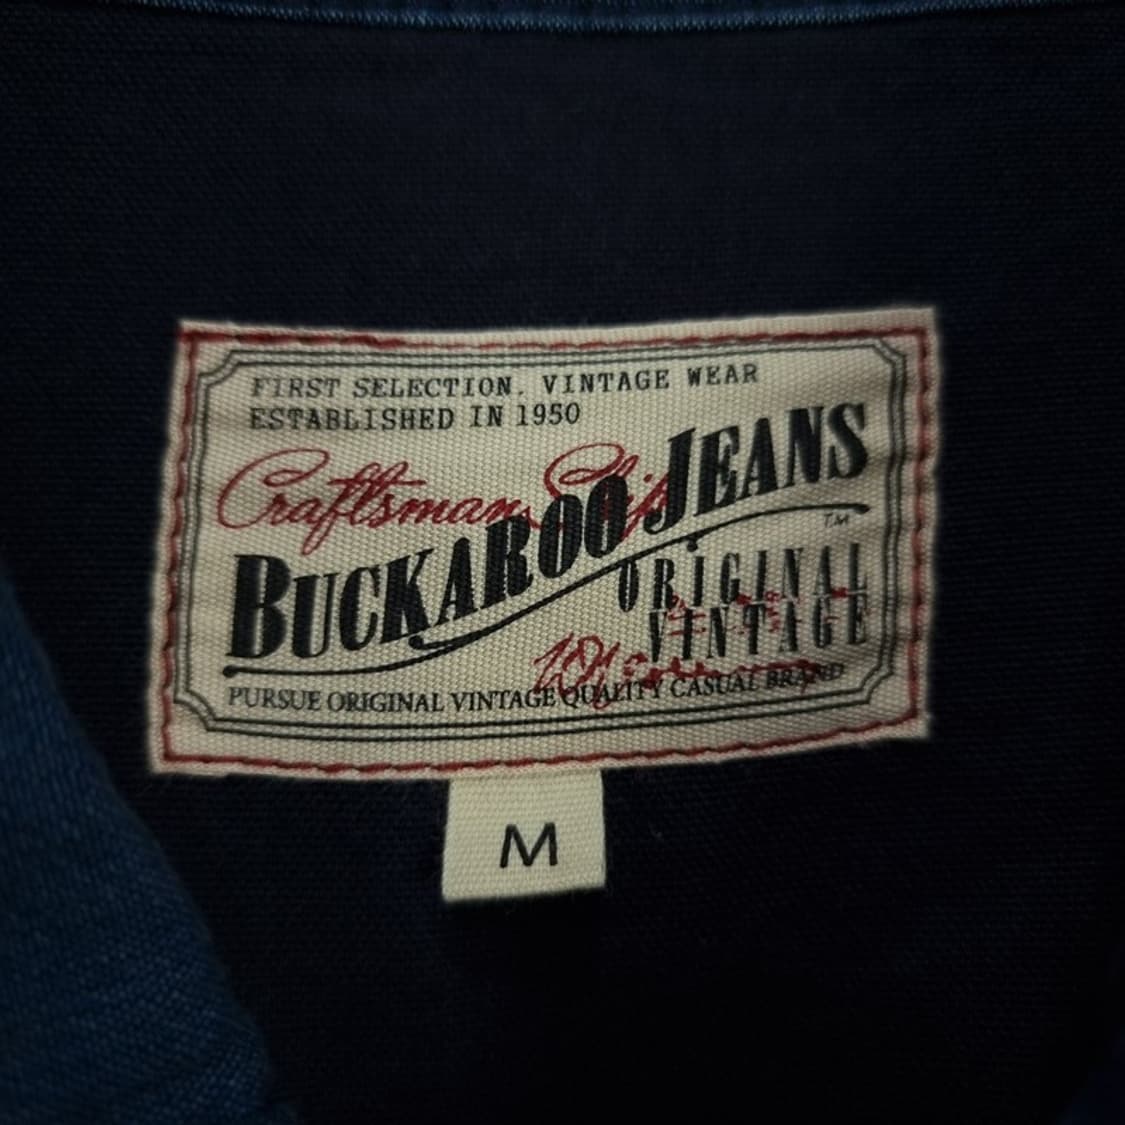 FIRST SELECTION. VINTAGE WEAR
ESTABLISHED IN 1950
Craftsman Ship
BUCKAROO JEANS
TM
ORIGINAL
VINTAGE
PURSUE ORIGINAL VINTAGE QUALITY CASUAL BRAND
M